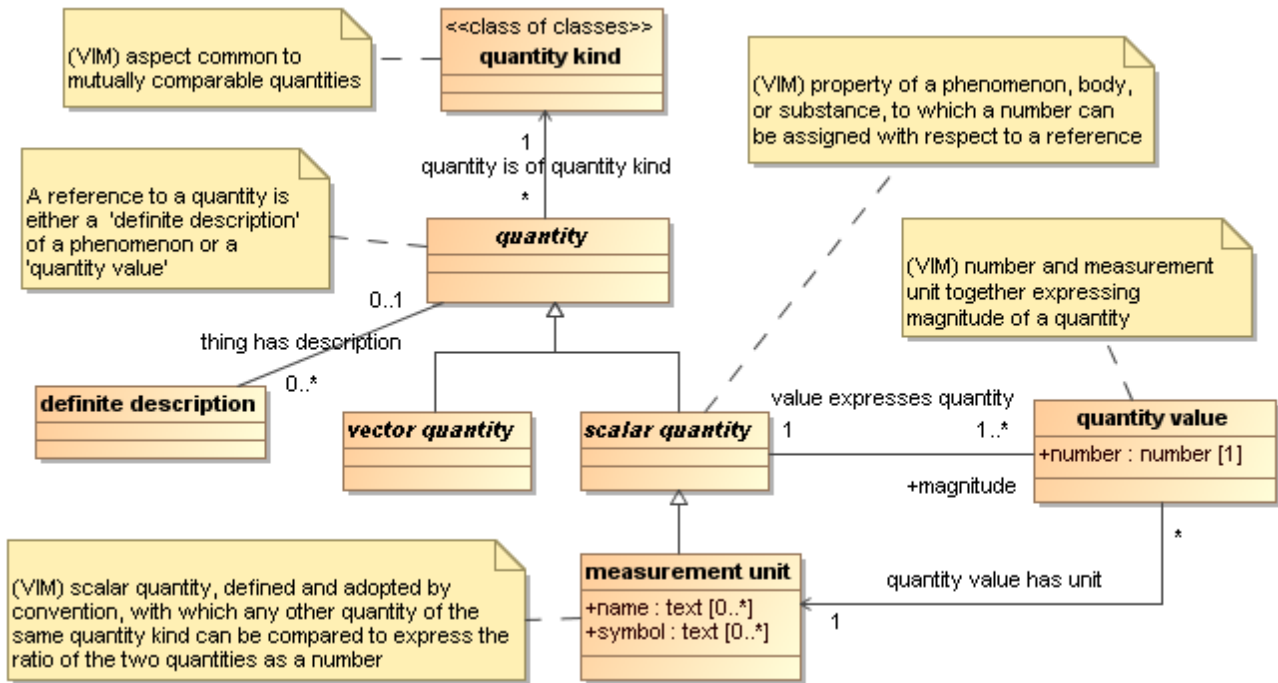 (VIM) aspect common to
mutually comparable quantities
<<class of classes>>
quantity kind
(VIM) property of a phenomenon, body,
or substance, to which a number can
be assigned with respect to a reference
1
quantity is of quantity kind
*
A reference to a quantity is
either a 'definite description'
of a phenomenon or a
'quantity value'
quantity
(VIM) number and measurement
unit together expressing
magnitude of a quantity
0..1
thing has description
0..*
definite description
vector quantity
scalar quantity
value expresses quantity
1
1..*
+magnitude
quantity value
+number : number [1]
*
quantity value has unit
1
measurement unit
+name : text [0..*]
+symbol : text [0..*]
(VIM) scalar quantity, defined and adopted by
convention, with which any other quantity of the
same quantity kind can be compared to express the
ratio of the two quantities as a number